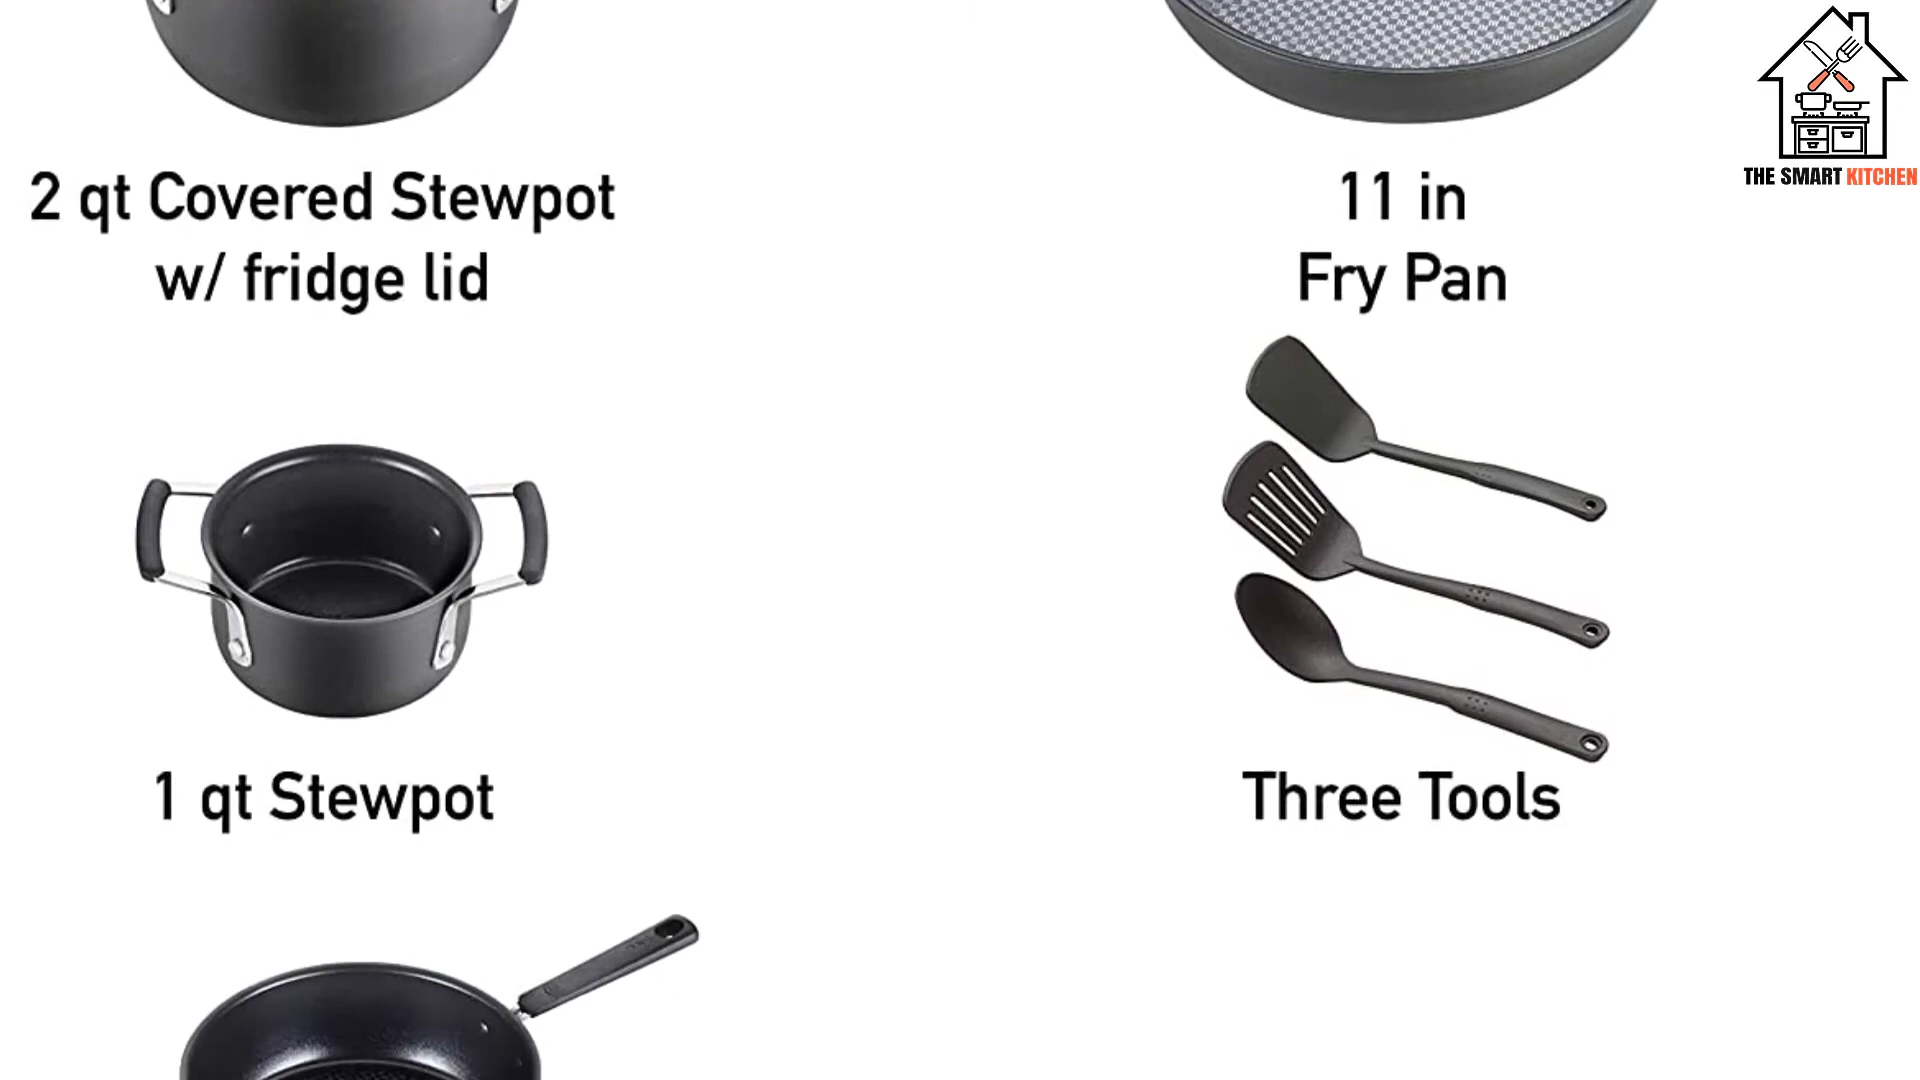 2 qt Covered Stewpot
w/ fridge lid
11 in
Fry Pan
THE SMART KITCHEN
1 qt Stewpot
Three Tools